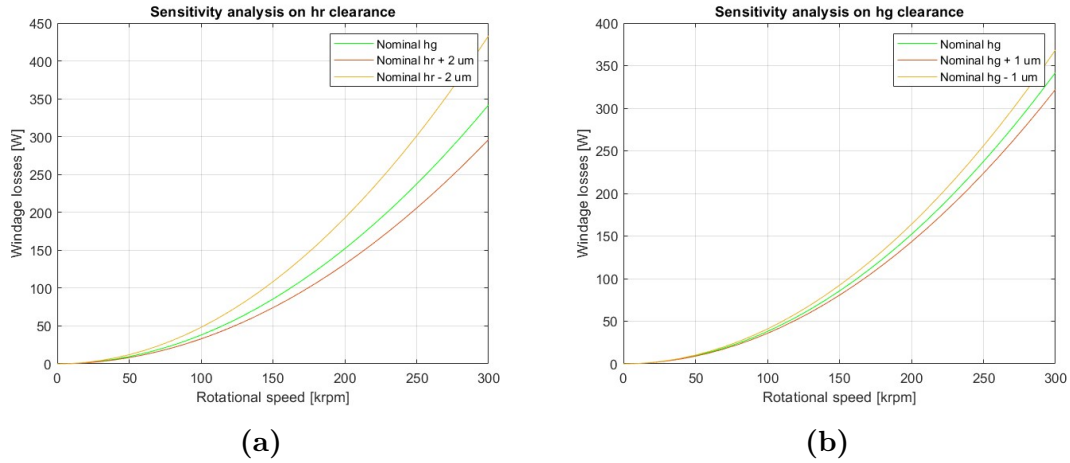 Sensitivity analysis on hr clearance
450
400
350
300
250
200
150
100
50
0
Windage losses [W]
Nominal hg
Nominal hr + 2 um
Nominal hr - 2 um
0 50 100 150 200 250 300
Rotational speed [krpm]
(a)
Sensitivity analysis on hg clearance
400
350
300
250
200
150
100
50
0
Windage losses [W]
Nominal hg
Nominal hg + 1 um
Nominal hg - 1 um
0 50 100 150 200 250 300
Rotational speed [krpm]
(b)